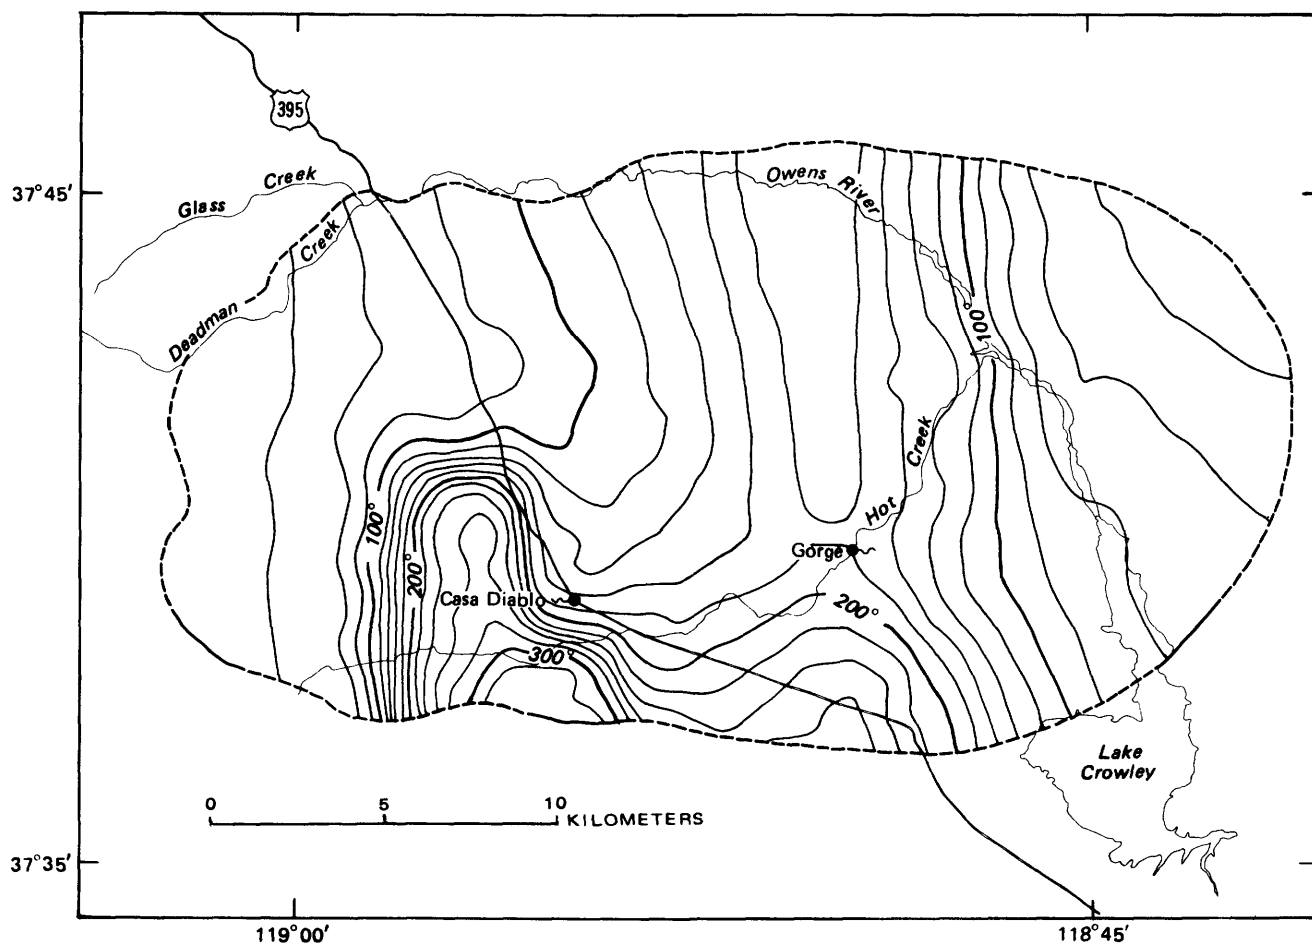 395
37°45'
Glass Creek
Deadman Creek
Owens River
100°
Hot Creek
100°
200°
Gorge
Casa Diablo
200°
300°
Lake
Crowley
0 5 10
KILOMETERS
37°35'
119°00' 118°45'